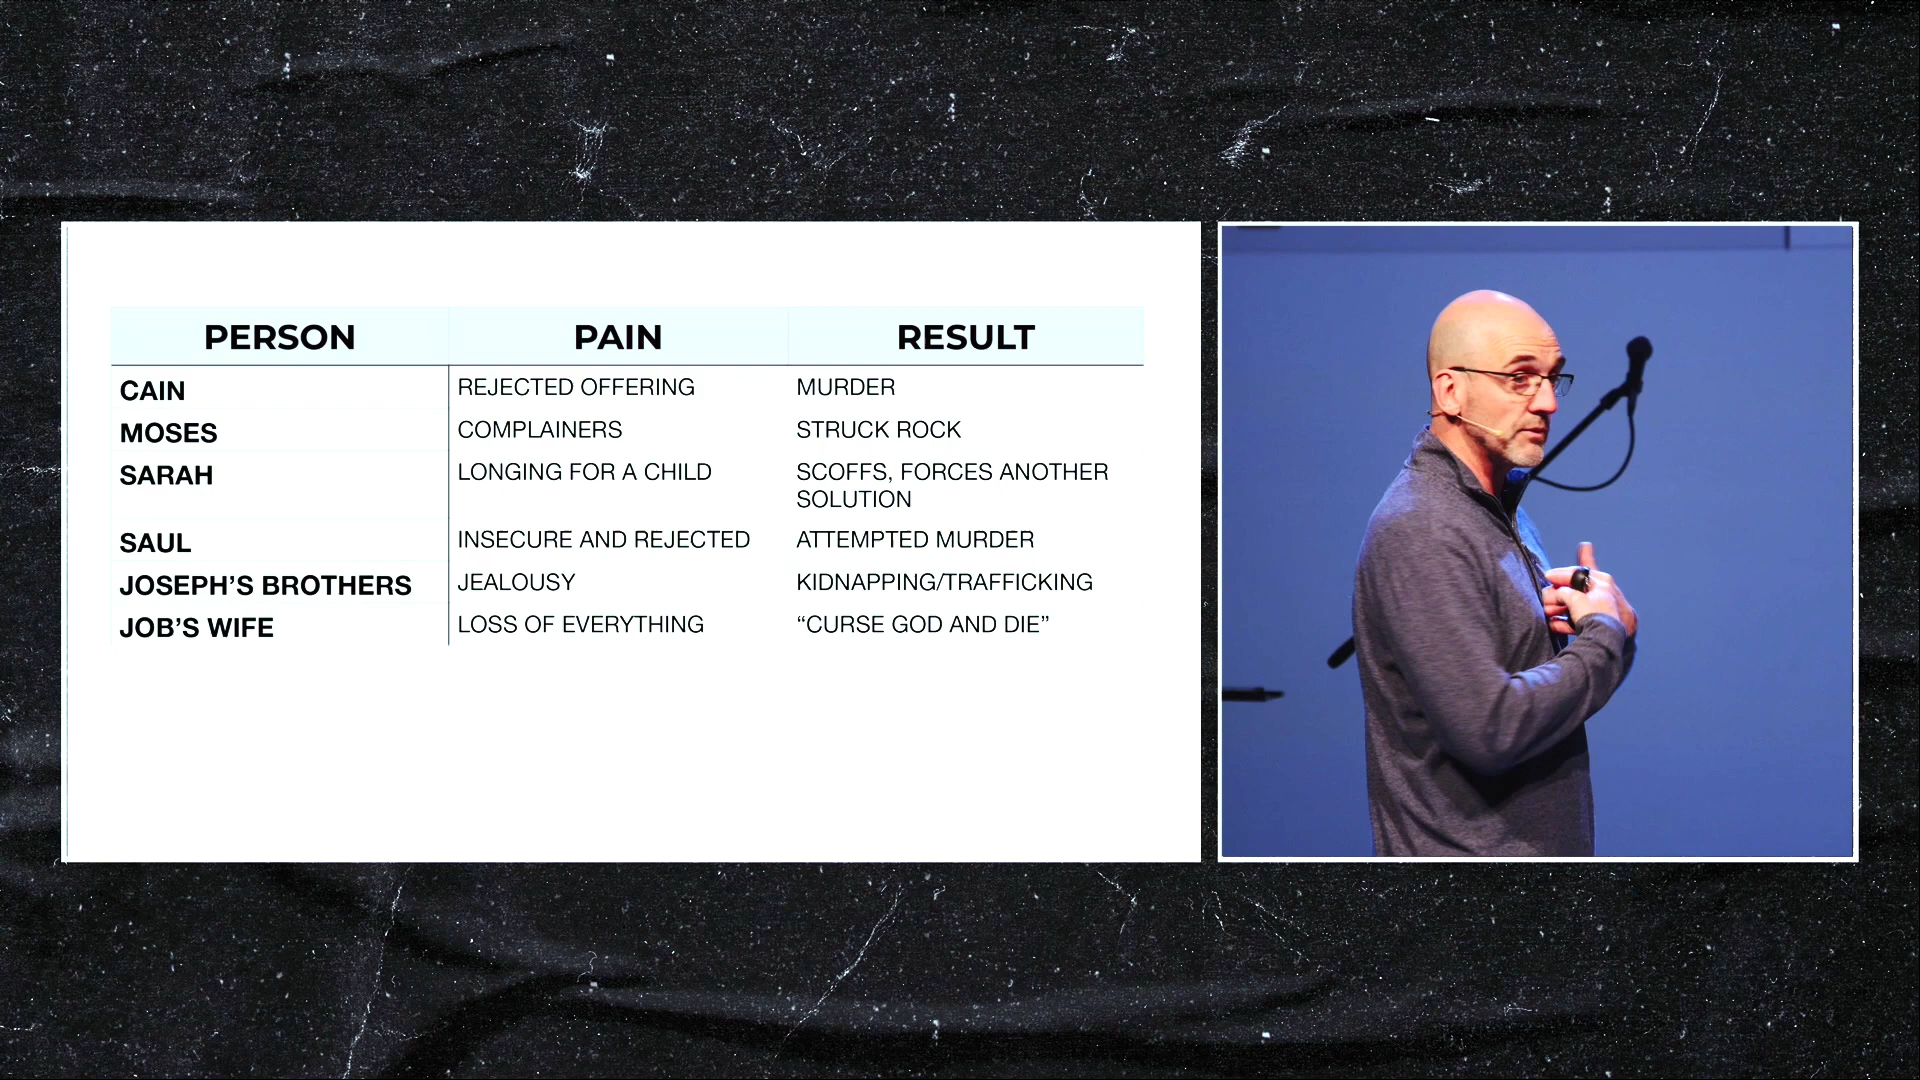 PERSON PAIN RESULT
CAIN REJECTED OFFERING MURDER
MOSES COMPLAINERS STRUCK ROCK
SARAH LONGING FOR A CHILD SCOFFS, FORCES ANOTHER
SOLUTION
SAUL INSECURE AND REJECTED ATTEMPTED MURDER
JOSEPH’S BROTHERS JEALOUSY KIDNAPPING/TRAFFICKING
JOB’S WIFE LOSS OF EVERYTHING “CURSE GOD AND DIE”